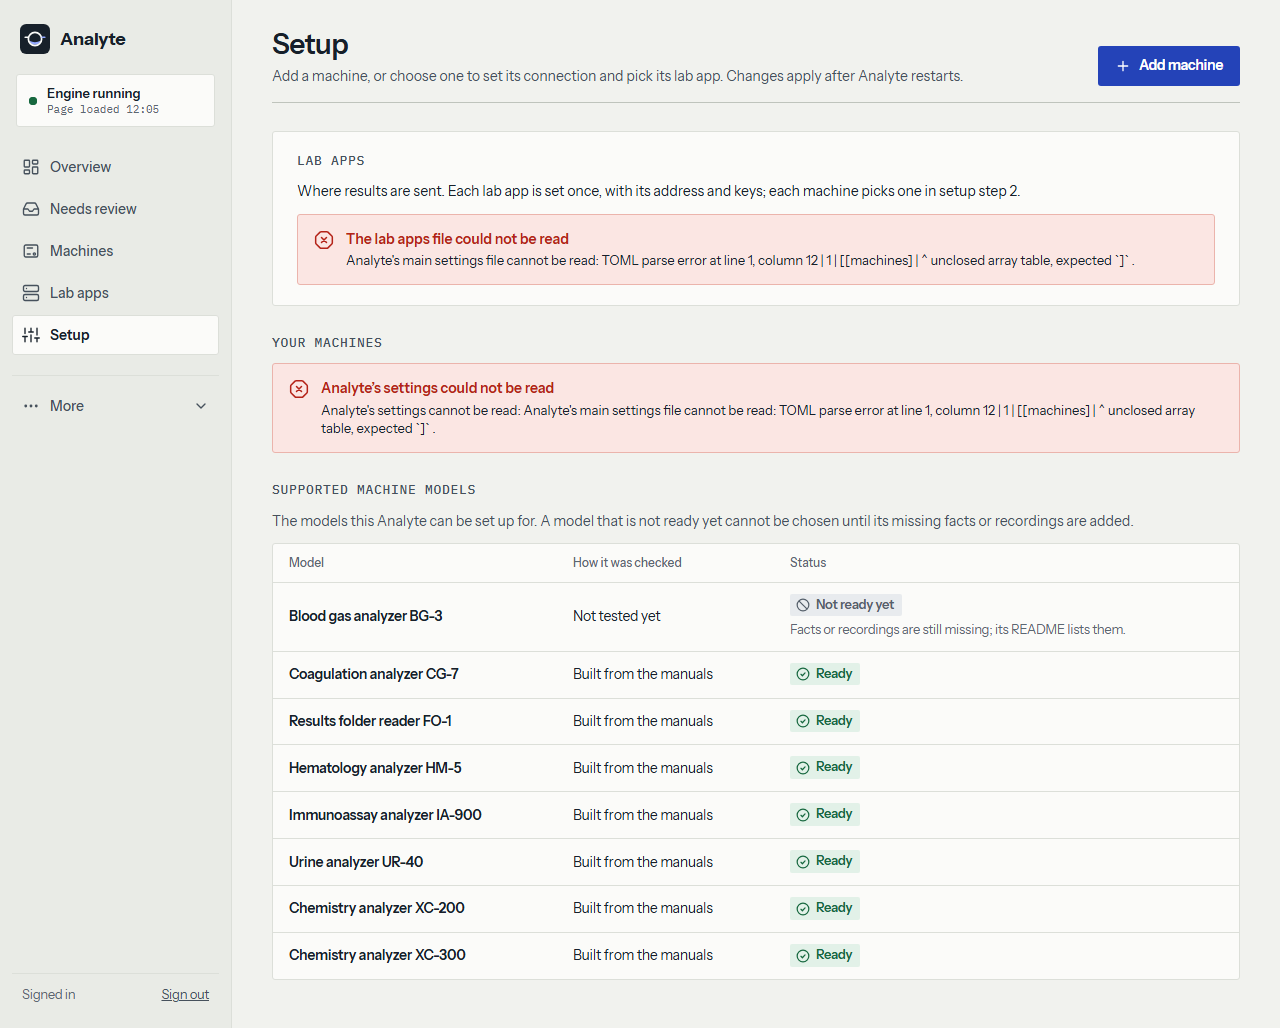 Analyte
Engine running
Page loaded 12:05
Overview
Needs review
Machines
Lab apps
Setup
More
Signed in
Sign out
Setup
Add a machine, or choose one to set its connection and pick its lab app. Changes apply after Analyte restarts.
Add machine
LAB APPS
Where results are sent. Each lab app is set once, with its address and keys; each machine picks one in setup step 2.
The lab apps file could not be read
Analyte's main settings file cannot be read: TOML parse error at line 1, column 12 | 1 | [[machines] | ^ unclosed array table, expected `]` .
YOUR MACHINES
Analyte's settings could not be read
Analyte's settings cannot be read: Analyte's main settings file cannot be read: TOML parse error at line 1, column 12 | 1 | [[machines] | ^ unclosed array
table, expected `]` .
SUPPORTED MACHINE MODELS
The models this Analyte can be set up for. A model that is not ready yet cannot be chosen until its missing facts or recordings are added.
Model How it was checked Status
Blood gas analyzer BG-3 Not tested yet Not ready yet
Facts or recordings are still missing; its README lists them.
Coagulation analyzer CG-7 Built from the manuals Ready
Results folder reader FO-1 Built from the manuals Ready
Hematology analyzer HM-5 Built from the manuals Ready
Immunoassay analyzer IA-900 Built from the manuals Ready
Urine analyzer UR-40 Built from the manuals Ready
Chemistry analyzer XC-200 Built from the manuals Ready
Chemistry analyzer XC-300 Built from the manuals Ready